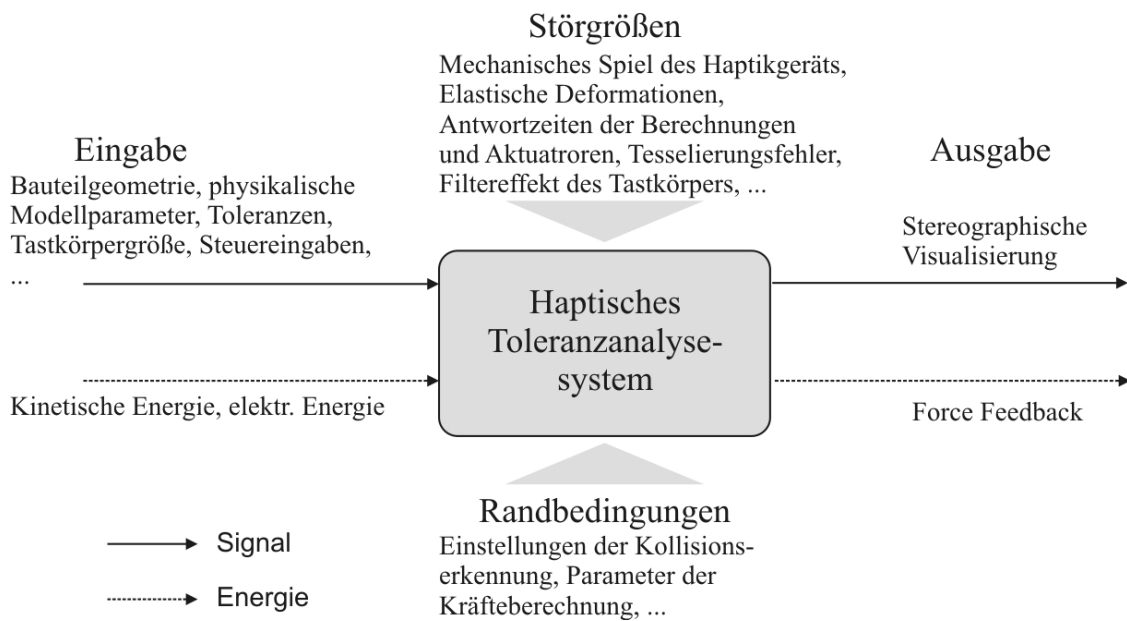 Störgrößen
Mechanisches Spiel des Haptikgeräts,
Elastische Deformationen,
Antwortzeiten der Berechnungen
und Aktuatroren, Tesselierungsfehler,
Filtereffekt des Tastkörpers, ...
Eingabe
Bauteilgeometrie, physikalische
Modellparameter, Toleranzen,
Tastkörpergröße, Steuereingaben,
...
Kinetische Energie, elektr. Energie
Haptisches
Toleranzanalyse-
system
Ausgabe
Stereographische
Visualisierung
Force Feedback
Randbedingungen
Einstellungen der Kollisions-
erkennung, Parameter der
Kräfteberechnung, ...
Signal
Energie